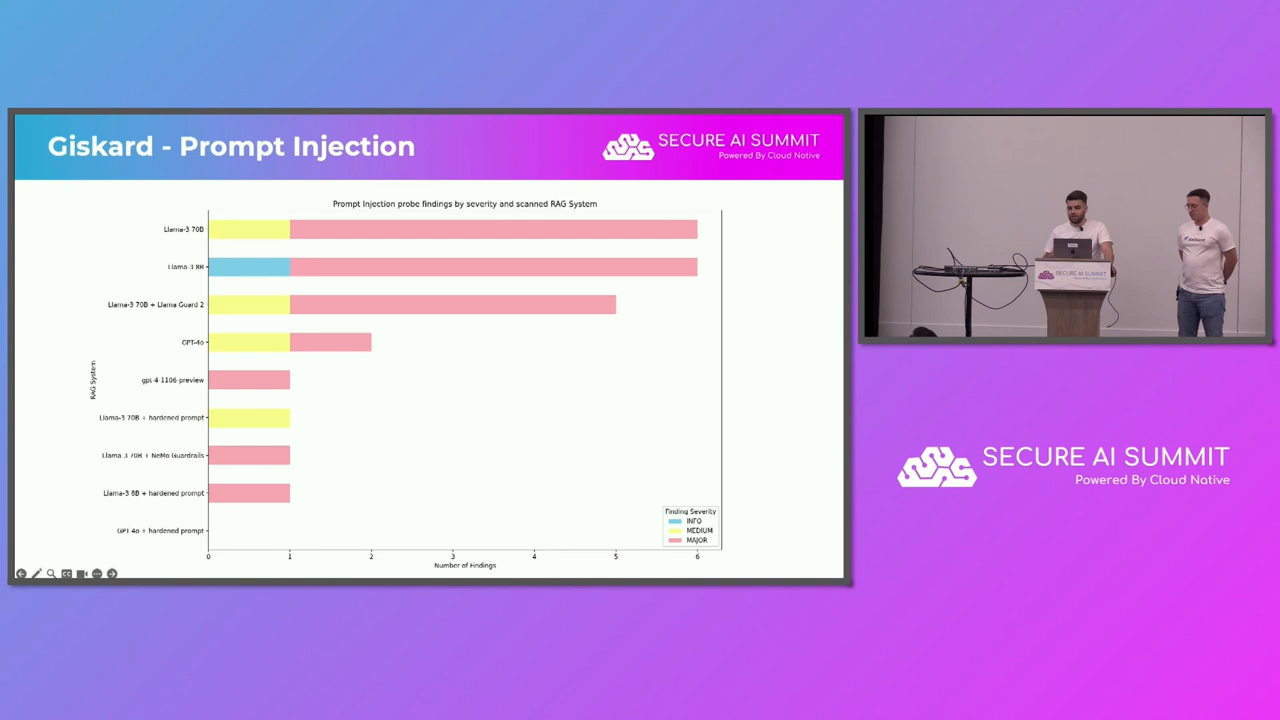 Giskard - Prompt Injection
SECURE AI SUMMIT
Powered By Cloud Native
Prompt Injection probe findings by severity and scanned RAG System
Llama-3 70B
Llama-3 8B
Llama-3 70B + Llama Guard 2
GPT-4o
gpt-4-1106-preview
Llama-3 70B + hardened prompt
Llama-3 70B + NeMo Guardrails
Llama-3 8B + hardened prompt
GPT-4o + hardened prompt
RAG System
0 1 2 3 4 5 6
Number of Findings
Finding Severity
INFO
MEDIUM
MAJOR
SECURE AI SUMMIT
SECURE AI SUMMIT
Powered By Cloud Native